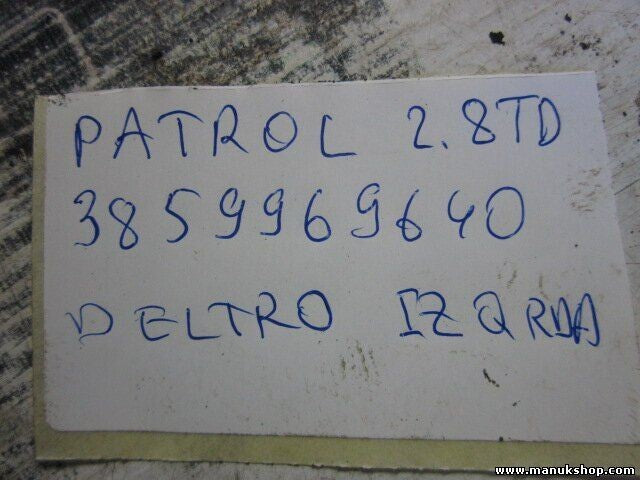 PATROL 2.8TD
3859969640
DELTRO IZQRDA
www.manukshop.com